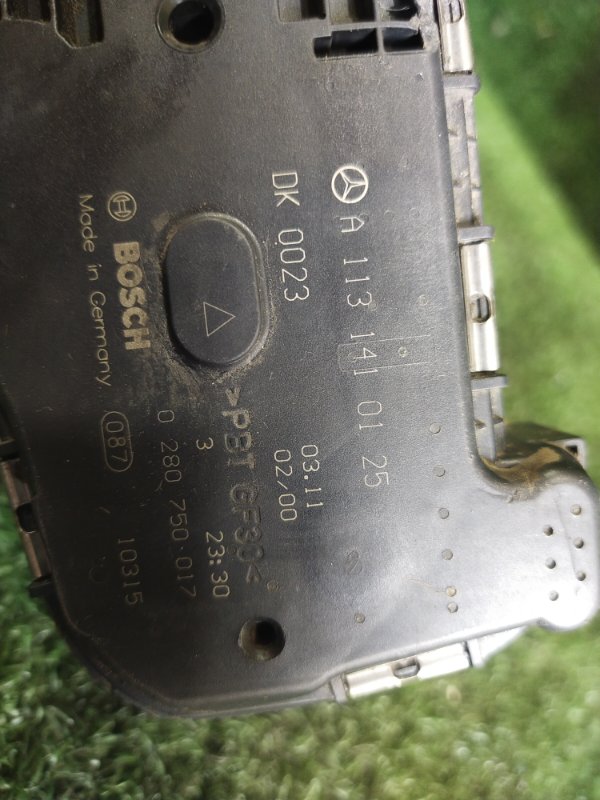 A 113 141 01 25
DK 0023
03.11
02/00
>PBT GF30<
23:30
3
0 280 750 017
BOSCH
Made in Germany
087
10315